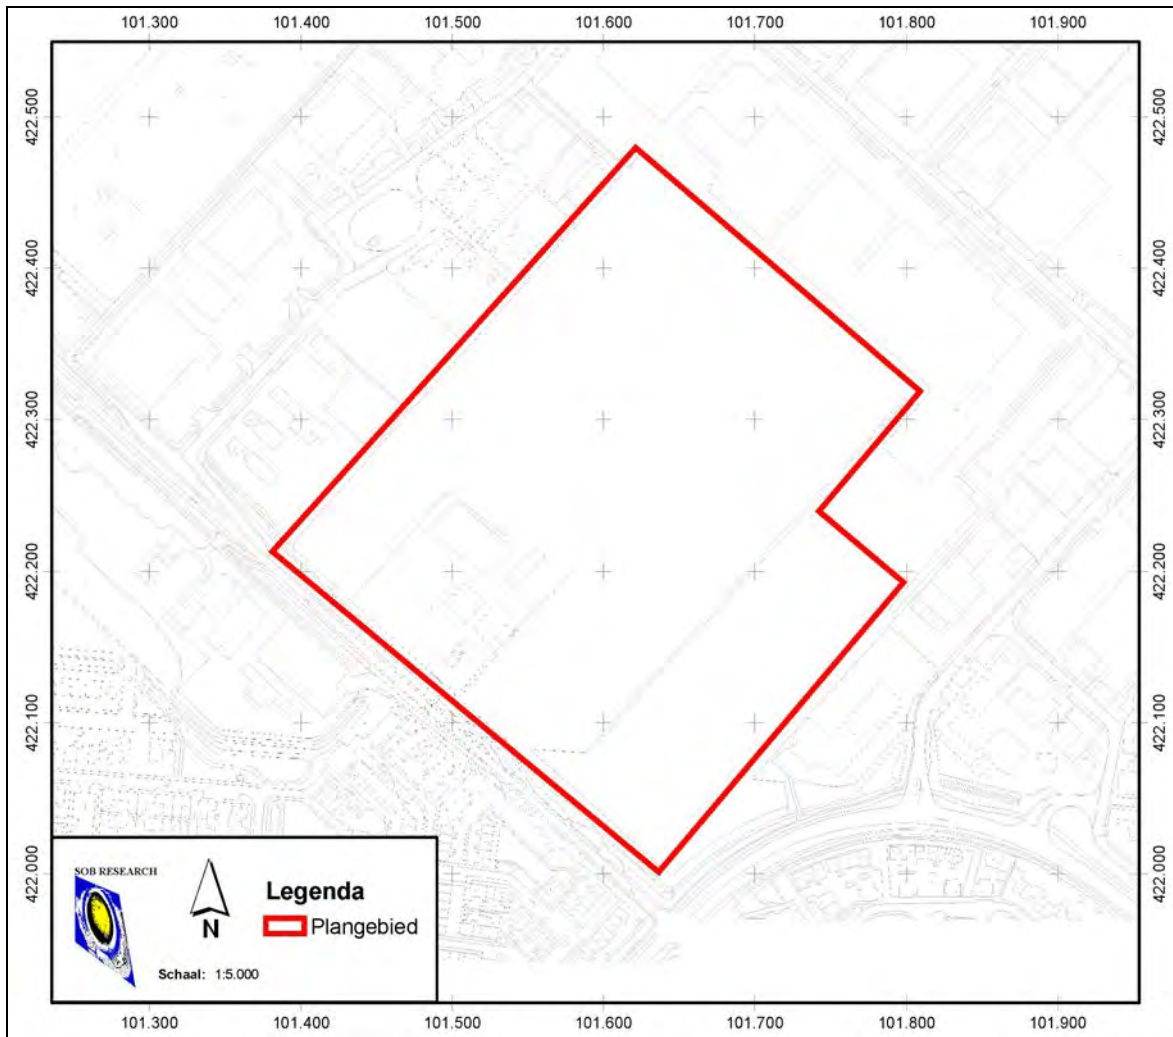 101.300 101.400 101.500 101.600 101.700 101.800 101.900
422.500 422.500
422.400 422.400
422.300 422.300
422.200 422.200
422.100 422.100
422.000 422.000
SOB RESEARCH
N
Legenda
Plangebied
Schaal: 1:5.000
101.300 101.400 101.500 101.600 101.700 101.800 101.900